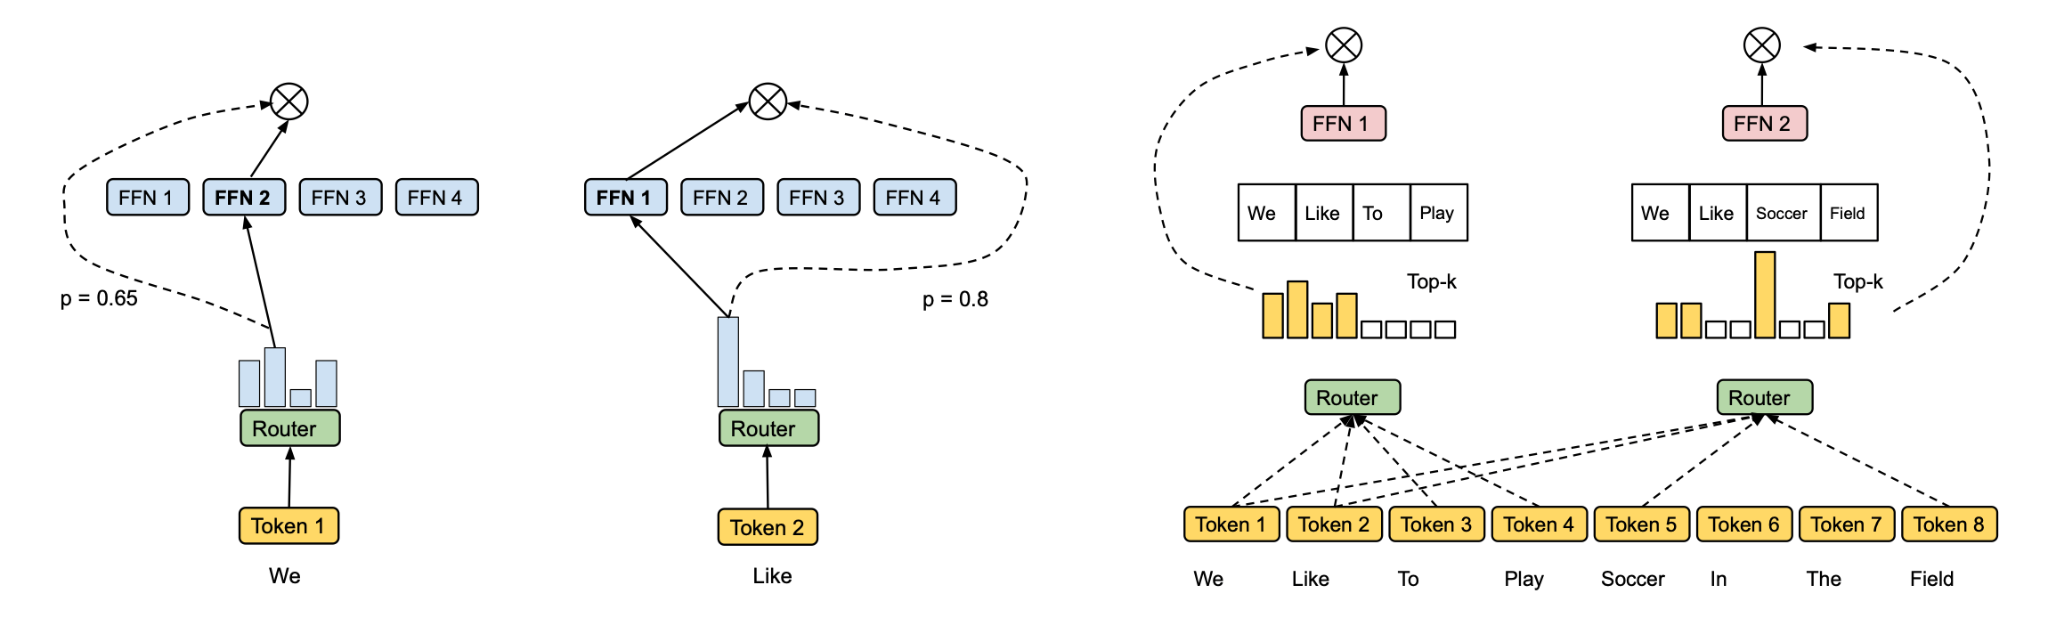 FFN 1 FFN 2 FFN 3 FFN 4
p = 0.65
Router
Token 1
We
FFN 1 FFN 2 FFN 3 FFN 4
p = 0.8
Router
Token 2
Like
FFN 1
We Like To Play
Top-k
Router
FFN 2
We Like Soccer Field
Top-k
Router
Token 1 Token 2 Token 3 Token 4 Token 5 Token 6 Token 7 Token 8
We Like To Play Soccer In The Field